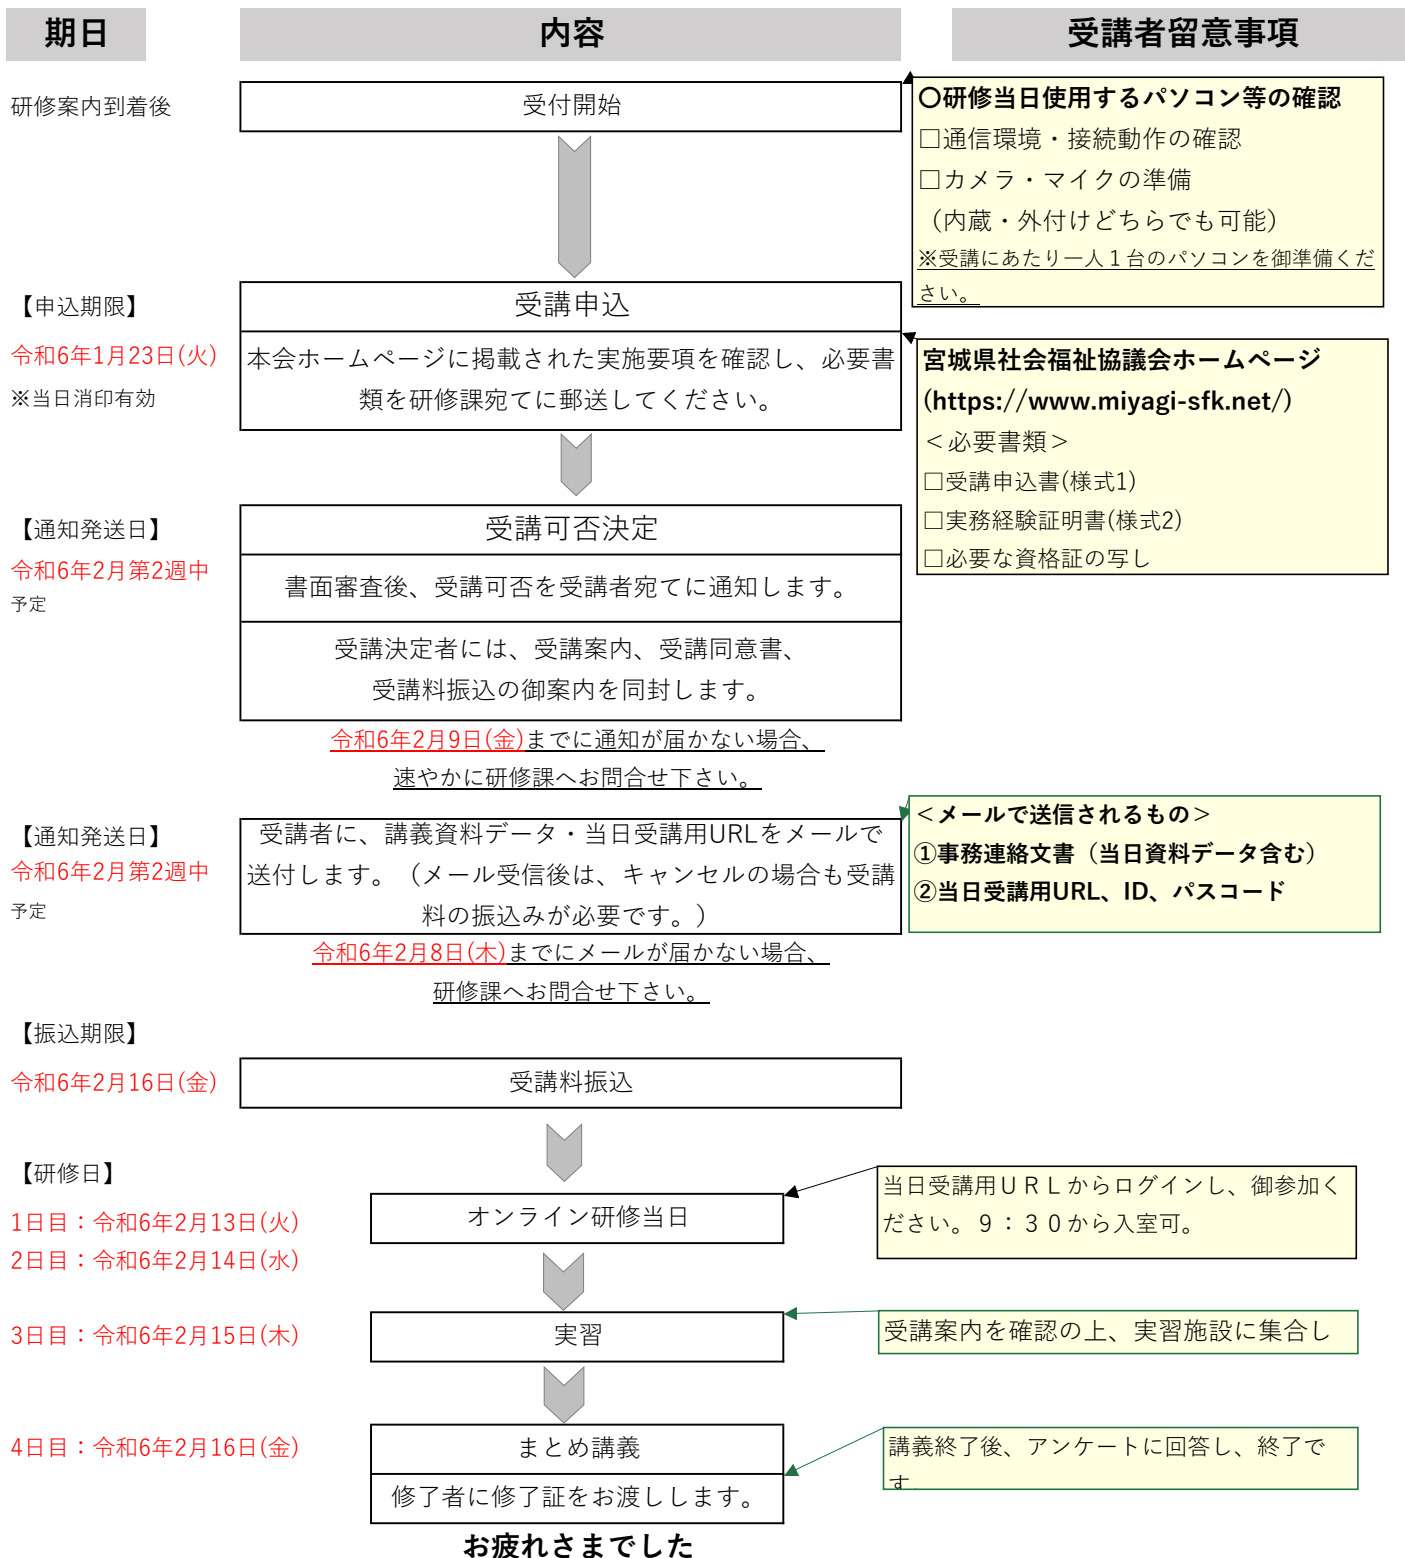 期日
内容
受講者留意事項
研修案内到着後
受付開始
〇研修当日使用するパソコン等の確認
□通信環境・接続動作の確認
□カメラ・マイクの準備
（内蔵・外付けどちらでも可能）
※受講にあたり一人１台のパソコンを御準備くだ
さい。
【申込期限】
令和6年1月23日(火)
※当日消印有効
受講申込
本会ホームページに掲載された実施要項を確認し、必要書
類を研修課宛てに郵送してください。
宮城県社会福祉協議会ホームページ
(https://www.miyagi-sfk.net/)
＜必要書類＞
□受講申込書(様式1)
□実務経験証明書(様式2)
□必要な資格証の写し
【通知発送日】
令和6年2月第2週中
予定
受講可否決定
書面審査後、受講可否を受講者宛てに通知します。
受講決定者には、受講案内、受講同意書、
受講料振込の御案内を同封します。
令和6年2月9日(金)までに通知が届かない場合、
速やかに研修課へお問合せ下さい。
【通知発送日】
令和6年2月第2週中
予定
受講者に、講義資料データ・当日受講用URLをメールで
送付します。（メール受信後は、キャンセルの場合も受講
料の振込みが必要です。）
＜メールで送信されるもの＞
①事務連絡文書（当日資料データ含む）
②当日受講用URL、ID、パスコード
令和6年2月8日(木)までにメールが届かない場合、
研修課へお問合せ下さい。
【振込期限】
令和6年2月16日(金)
受講料振込
【研修日】
1日目：令和6年2月13日(火)
2日目：令和6年2月14日(水)
オンライン研修当日
当日受講用ＵＲＬからログインし、御参加く
ださい。９：３０から入室可。
3日目：令和6年2月15日(木)
実習
受講案内を確認の上、実習施設に集合し
4日目：令和6年2月16日(金)
まとめ講義
修了者に修了証をお渡しします。
講義終了後、アンケートに回答し、終了で
す
お疲れさまでした